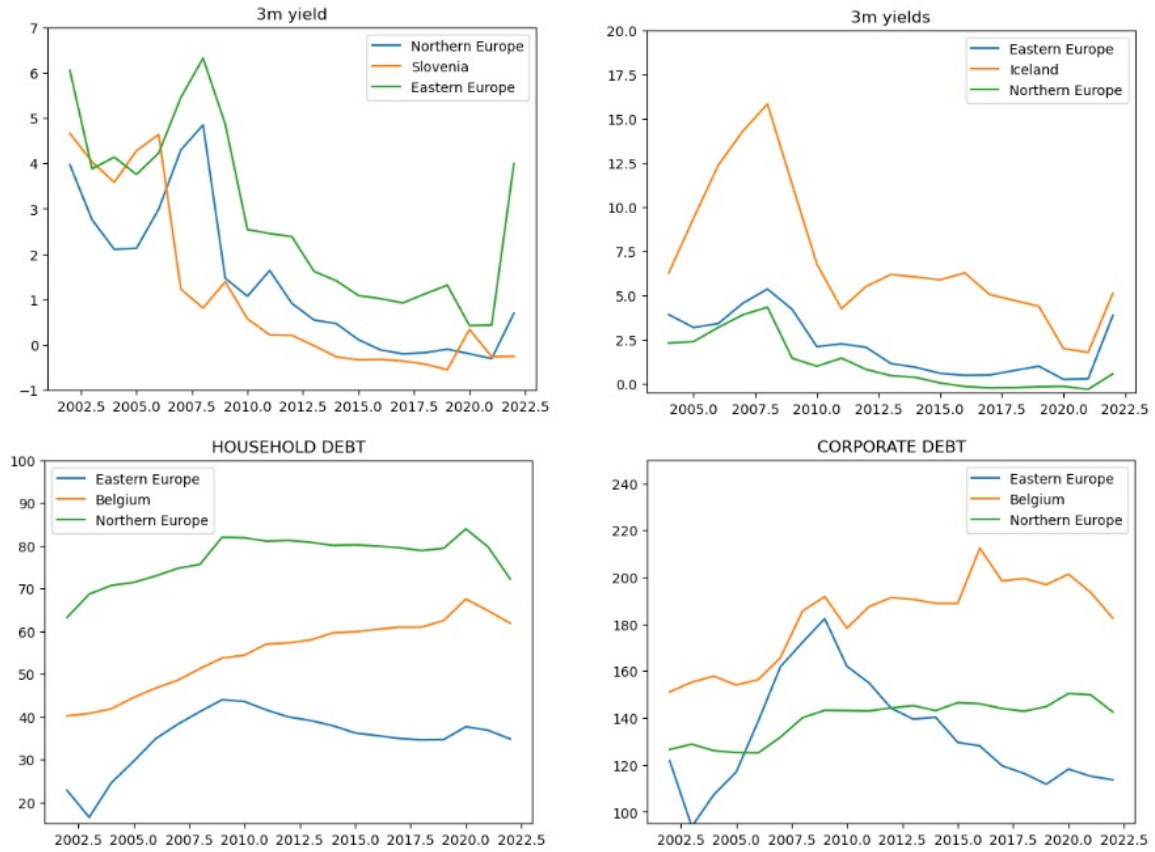 3m yield
7
6
5
4
3
2
1
0
−1
Northern Europe
Slovenia
Eastern Europe
2002.5 2005.0 2007.5 2010.0 2012.5 2015.0 2017.5 2020.0 2022.5
3m yields
20.0
17.5
15.0
12.5
10.0
7.5
5.0
2.5
0.0
Eastern Europe
Iceland
Northern Europe
2005.0 2007.5 2010.0 2012.5 2015.0 2017.5 2020.0 2022.5
HOUSEHOLD DEBT
100
90
80
70
60
50
40
30
20
Eastern Europe
Belgium
Northern Europe
2002.5 2005.0 2007.5 2010.0 2012.5 2015.0 2017.5 2020.0 2022.5
CORPORATE DEBT
240
220
200
180
160
140
120
100
Eastern Europe
Belgium
Northern Europe
2002.5 2005.0 2007.5 2010.0 2012.5 2015.0 2017.5 2020.0 2022.5